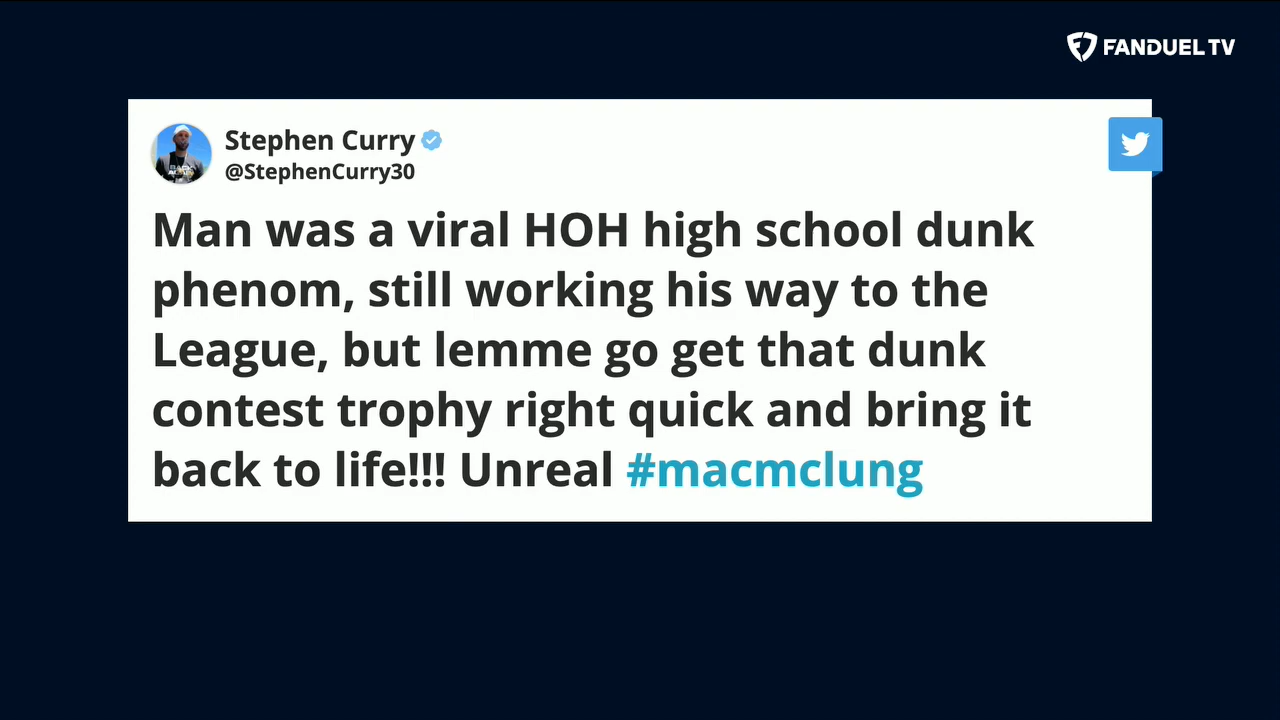 FANDUEL TV
Stephen Curry
@StephenCurry30
Man was a viral HOH high school dunk
phenom, still working his way to the
League, but lemme go get that dunk
contest trophy right quick and bring it
back to life!!! Unreal #macmclung